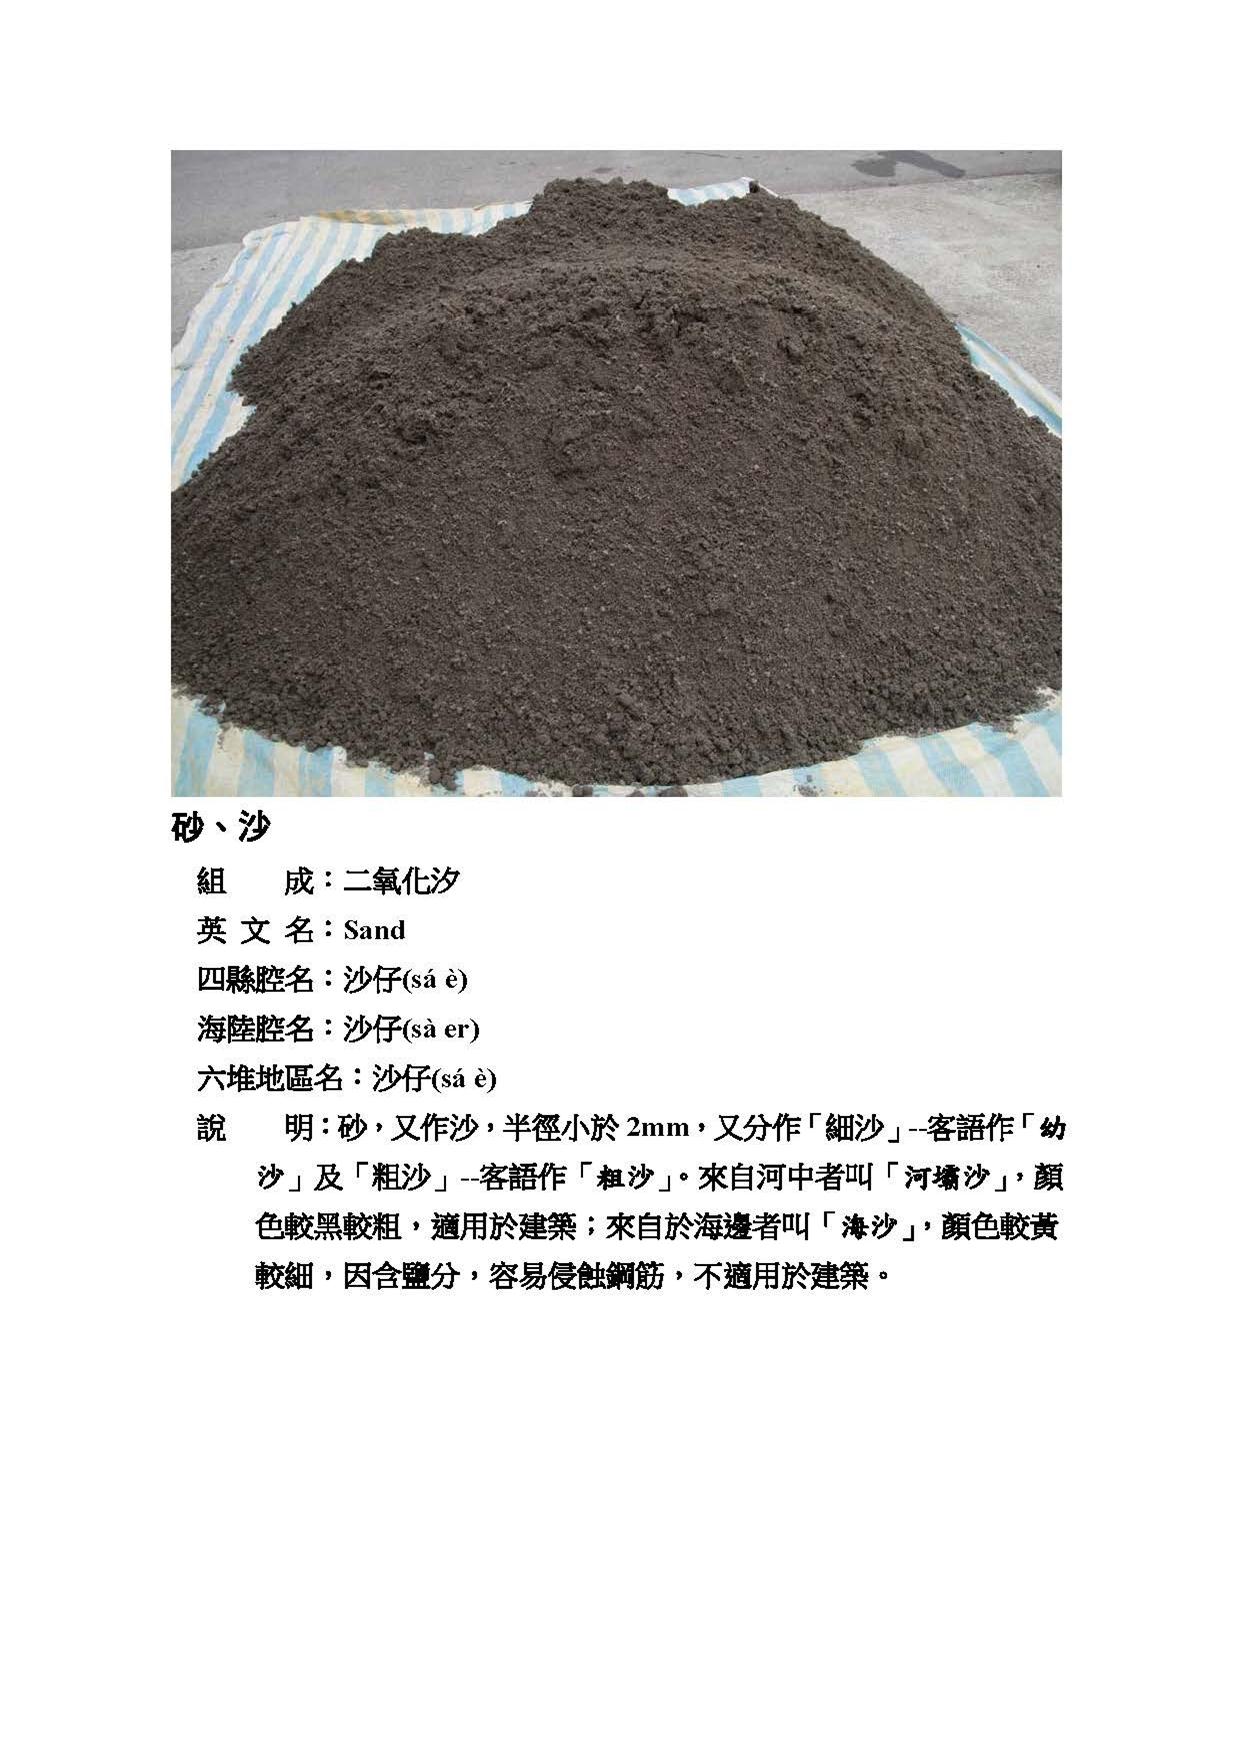 砂、沙
組　　成：二氧化汐
英 文 名：Sand
四縣腔名：沙仔(sá è)
海陸腔名：沙仔(sà er)
六堆地區名：沙仔(sá è)
說　　明：砂，又作沙，半徑小於 2mm，又分作「細沙」--客語作「幼
沙」及「粗沙」--客語作「粗沙」。來自河中者叫「河壩沙」，顏
色較黑較粗，適用於建築；來自於海邊者叫「海沙」，顏色較黃
較細，因含鹽分，容易侵蝕鋼筋，不適用於建築。